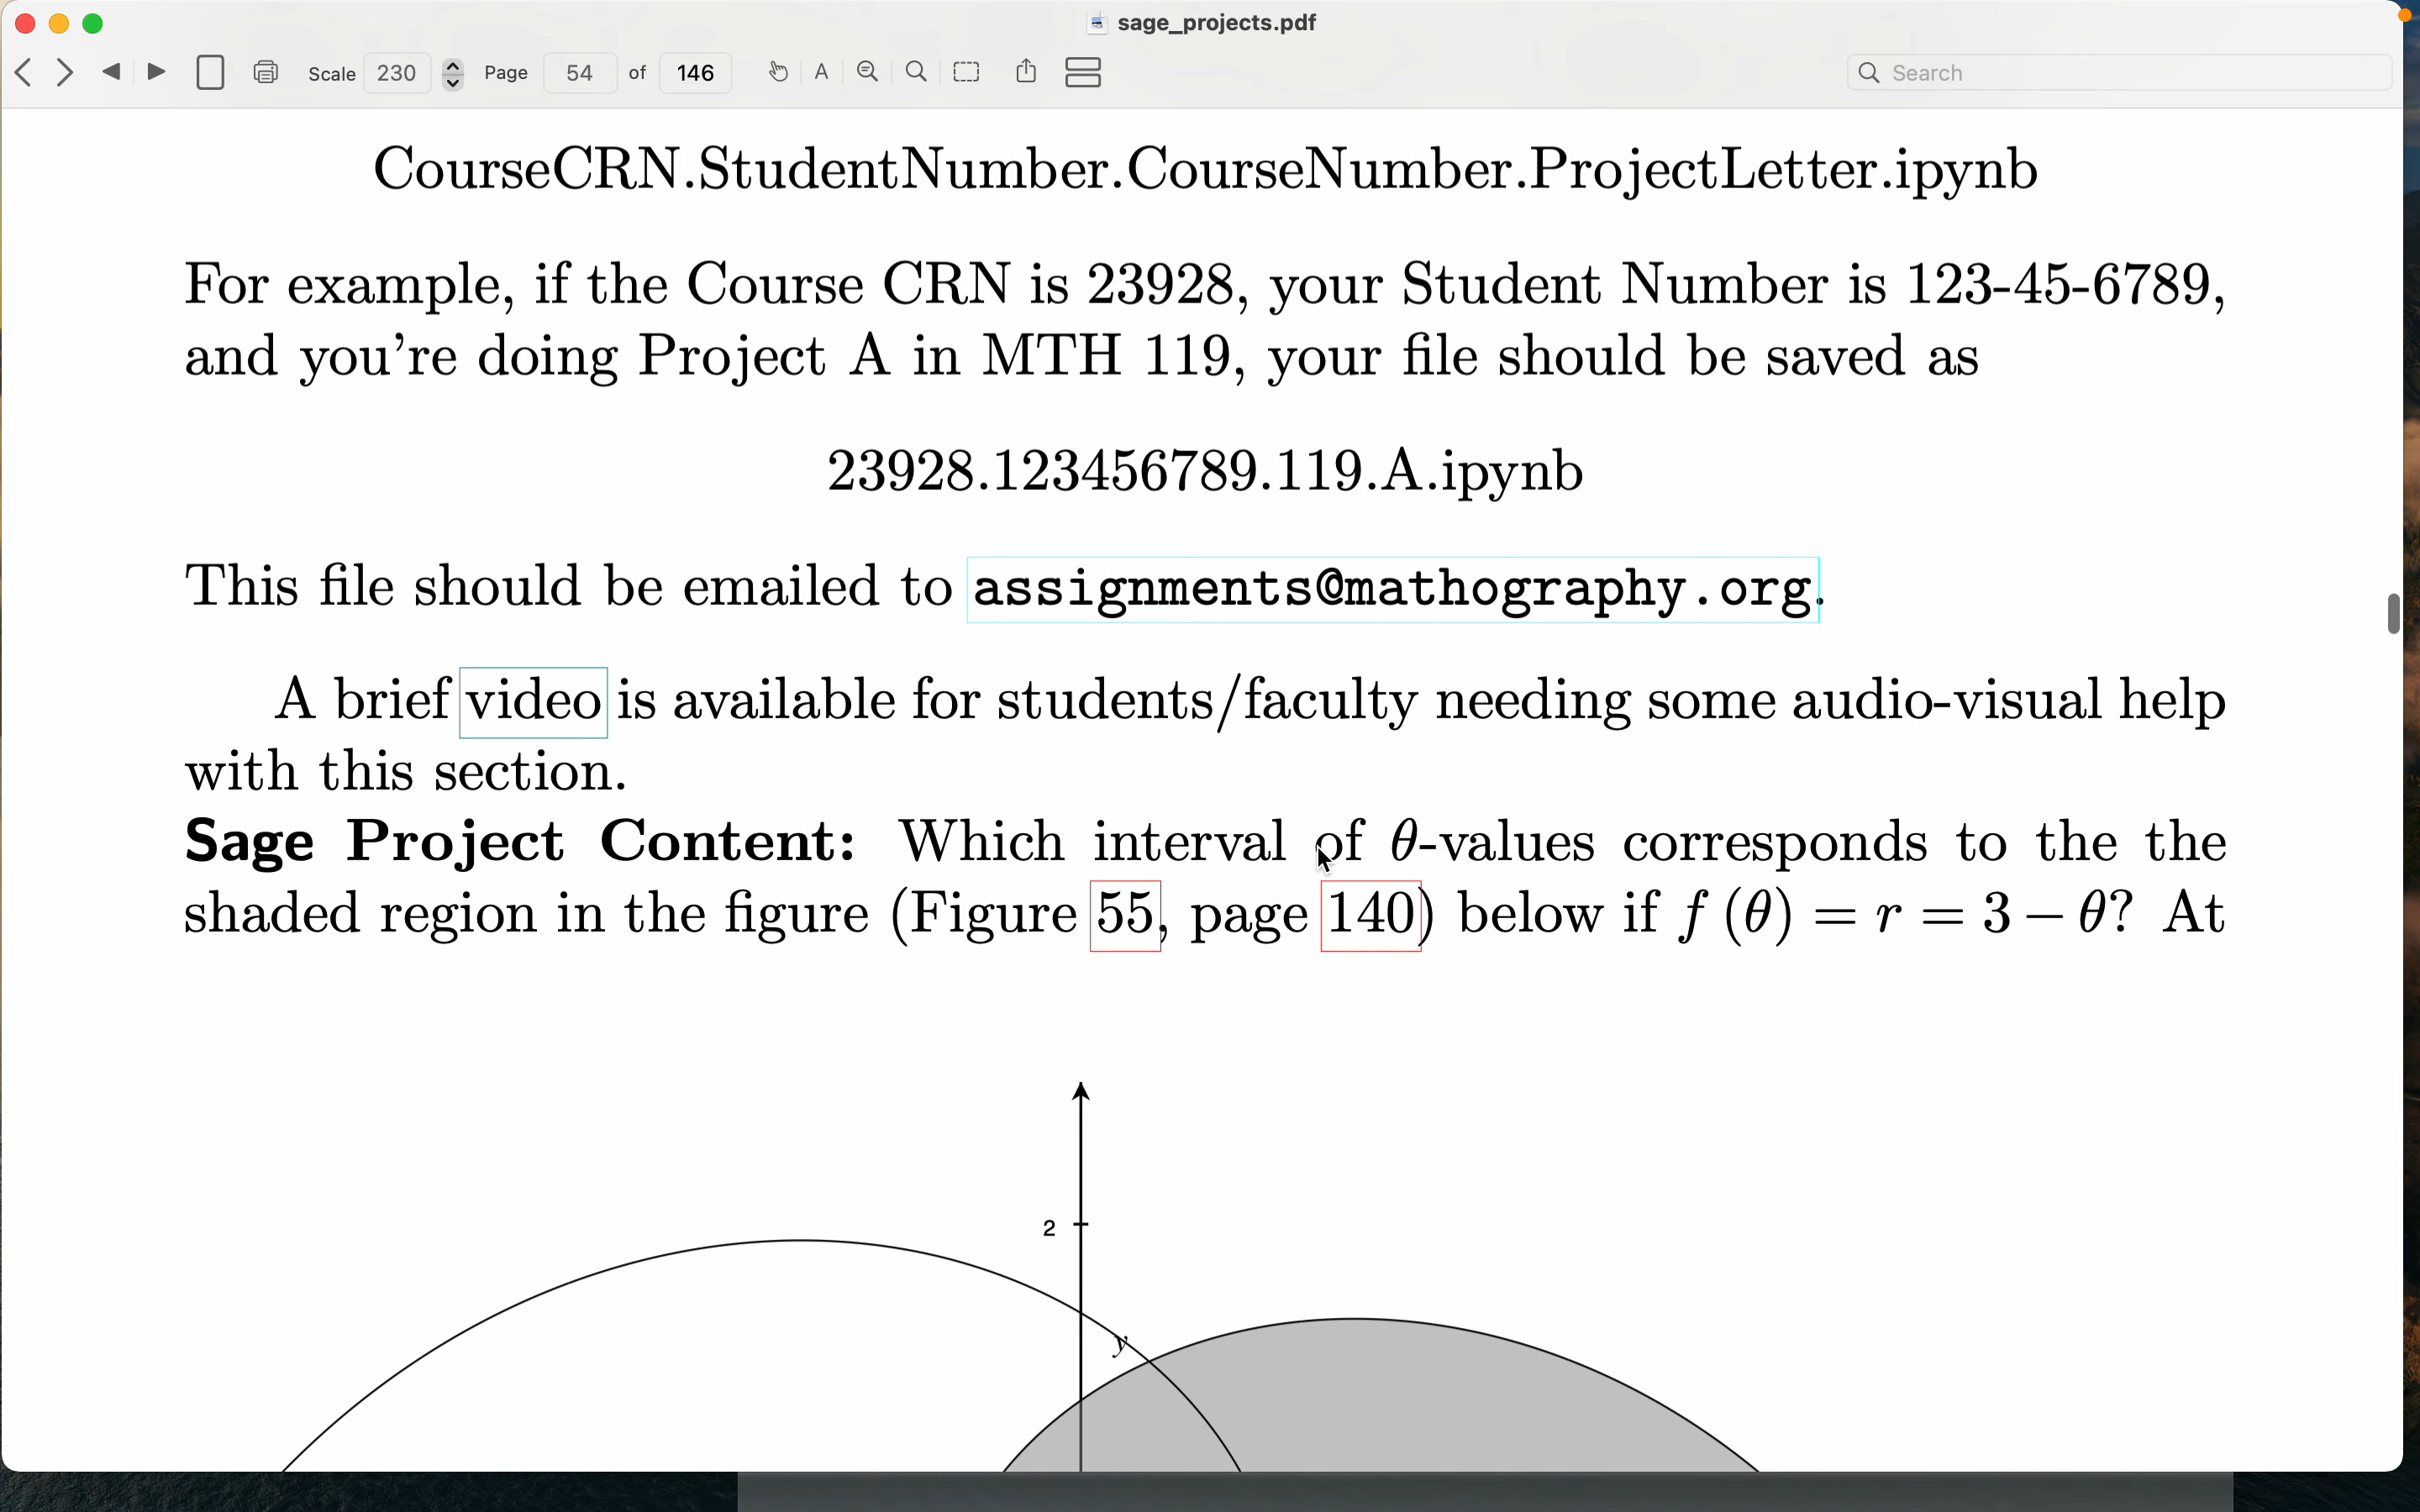 sage_projects.pdf
Scale 230 Page 54 of 146 A Search
CourseCRN.StudentNumber.CourseNumber.ProjectLetter.ipynb
For example, if the Course CRN is 23928, your Student Number is 123-45-6789,
and you're doing Project A in MTH 119, your file should be saved as
23928.123456789.119.A.ipynb
This file should be emailed to assignments@mathography.org.
A brief video is available for students/faculty needing some audio-visual help
with this section.
Sage Project Content: Which interval of θ-values corresponds to the the
shaded region in the figure (Figure 55, page 140) below if f (θ) = r = 3 − θ? At
2
y